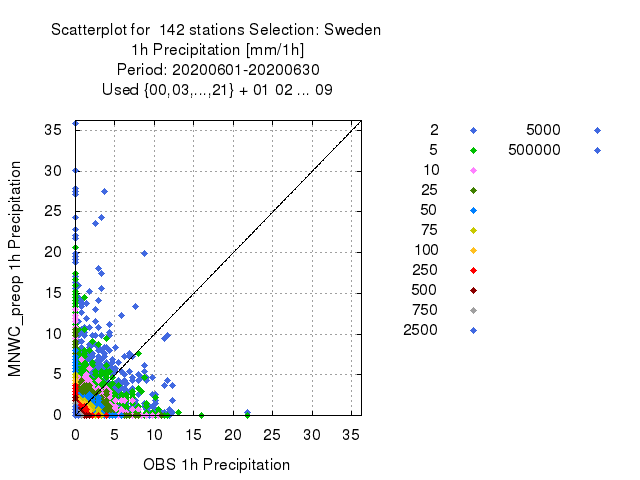 Scatterplot for 142 stations Selection: Sweden
1h Precipitation [mm/1h]
Period: 20200601-20200630
Used {00,03,...,21} + 01 02 ... 09
MNWC_preop 1h Precipitation
35
30
25
20
15
10
5
0
0 5 10 15 20 25 30 35
OBS 1h Precipitation
2 5000
5 500000
10
25
50
75
100
250
500
750
2500